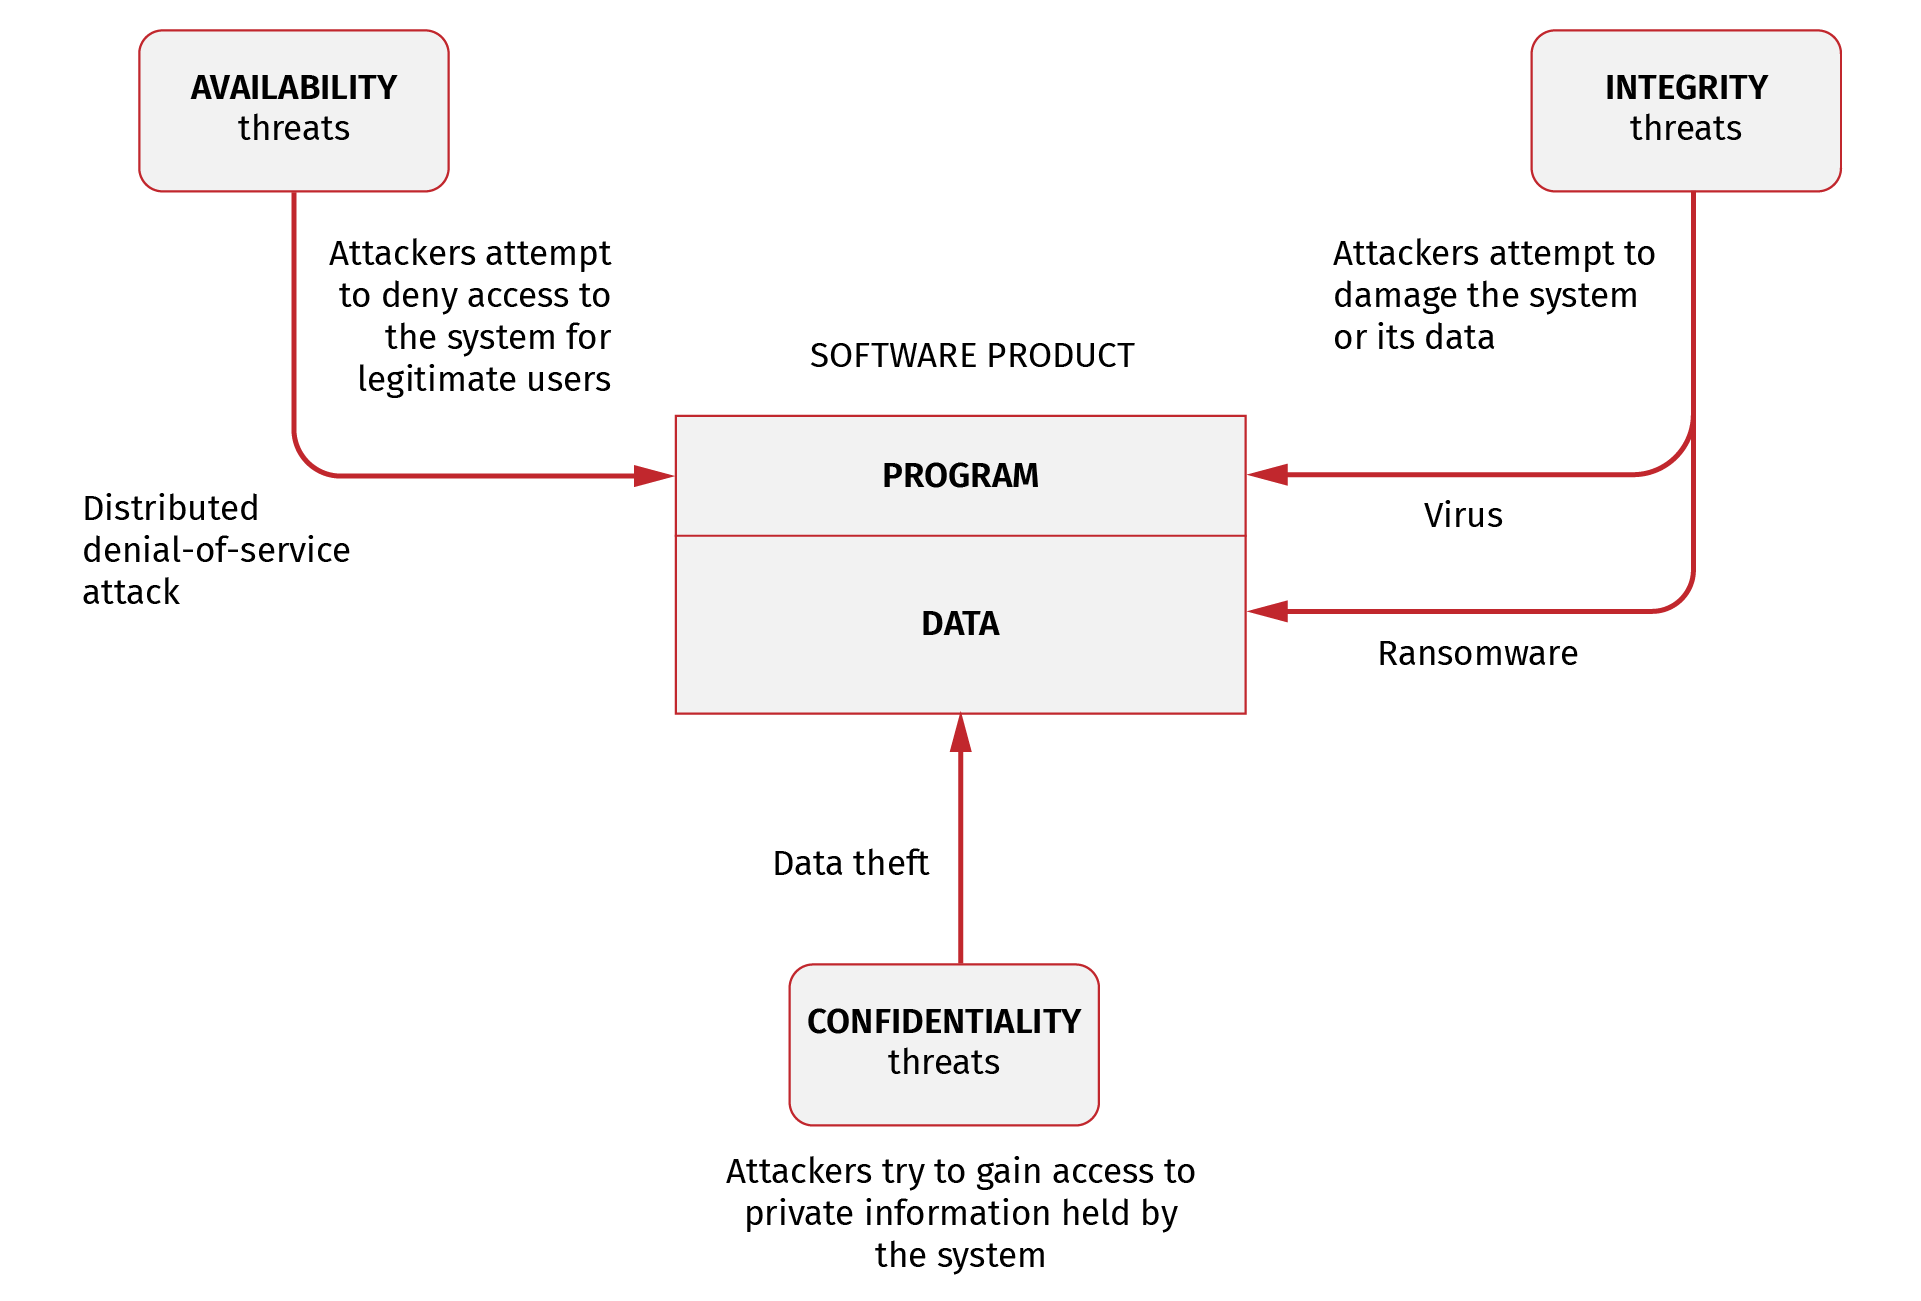 AVAILABILITY
threats
INTEGRITY
threats
Attackers attempt
to deny access to
the system for
legitimate users
Attackers attempt to
damage the system
or its data
SOFTWARE PRODUCT
PROGRAM
Distributed
denial-of-service
attack
Virus
DATA
Ransomware
Data theft
CONFIDENTIALITY
threats
Attackers try to gain access to
private information held by
the system